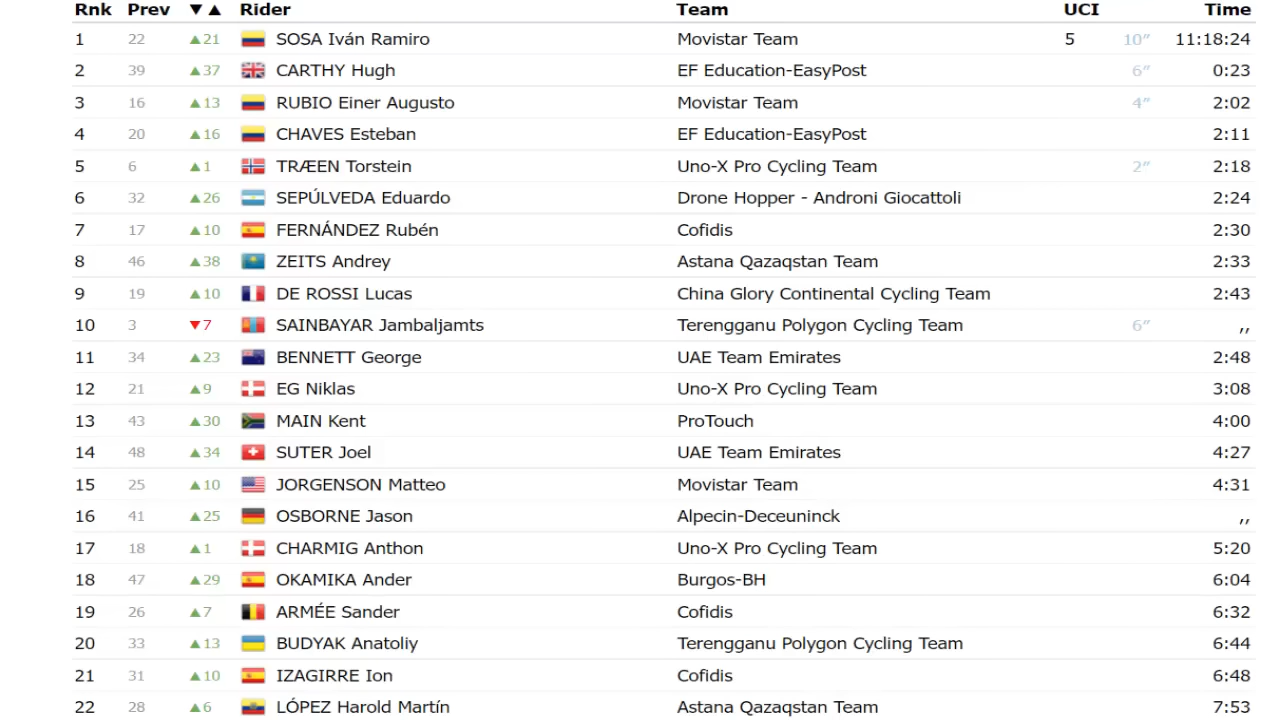 Rnk Prev ▼▲ Rider Team UCI Time
1 22 ▲21 SOSA Iván Ramiro Movistar Team 5 10″ 11:18:24
2 39 ▲37 CARTHY Hugh EF Education-EasyPost 6″ 0:23
3 16 ▲13 RUBIO Einer Augusto Movistar Team 4″ 2:02
4 20 ▲16 CHAVES Esteban EF Education-EasyPost 2:11
5 6 ▲1 TRÆEN Torstein Uno-X Pro Cycling Team 2″ 2:18
6 32 ▲26 SEPÚLVEDA Eduardo Drone Hopper - Androni Giocattoli 2:24
7 17 ▲10 FERNÁNDEZ Rubén Cofidis 2:30
8 46 ▲38 ZEITS Andrey Astana Qazaqstan Team 2:33
9 19 ▲10 DE ROSSI Lucas China Glory Continental Cycling Team 2:43
10 3 ▼7 SAINBAYAR Jambaljamts Terengganu Polygon Cycling Team 6″ ,,
11 34 ▲23 BENNETT George UAE Team Emirates 2:48
12 21 ▲9 EG Niklas Uno-X Pro Cycling Team 3:08
13 43 ▲30 MAIN Kent ProTouch 4:00
14 48 ▲34 SUTER Joel UAE Team Emirates 4:27
15 25 ▲10 JORGENSON Matteo Movistar Team 4:31
16 41 ▲25 OSBORNE Jason Alpecin-Deceuninck ,,
17 18 ▲1 CHARMIG Anthon Uno-X Pro Cycling Team 5:20
18 47 ▲29 OKAMIKA Ander Burgos-BH 6:04
19 26 ▲7 ARMÉE Sander Cofidis 6:32
20 33 ▲13 BUDYAK Anatoliy Terengganu Polygon Cycling Team 6:44
21 31 ▲10 IZAGIRRE Ion Cofidis 6:48
22 28 ▲6 LÓPEZ Harold Martín Astana Qazaqstan Team 7:53